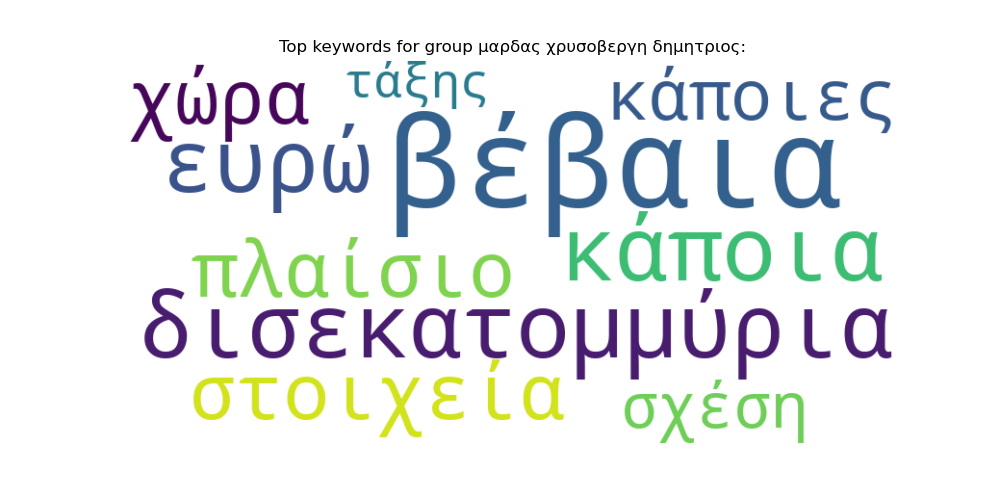 Top keywords for group μαρδας χρυσοβεργη δημητριος:
χώρα τάξης κάποιες
ευρώ βέβαια
πλαίσιο κάποια
δισεκατομμύρια
στοιχεία σχέση